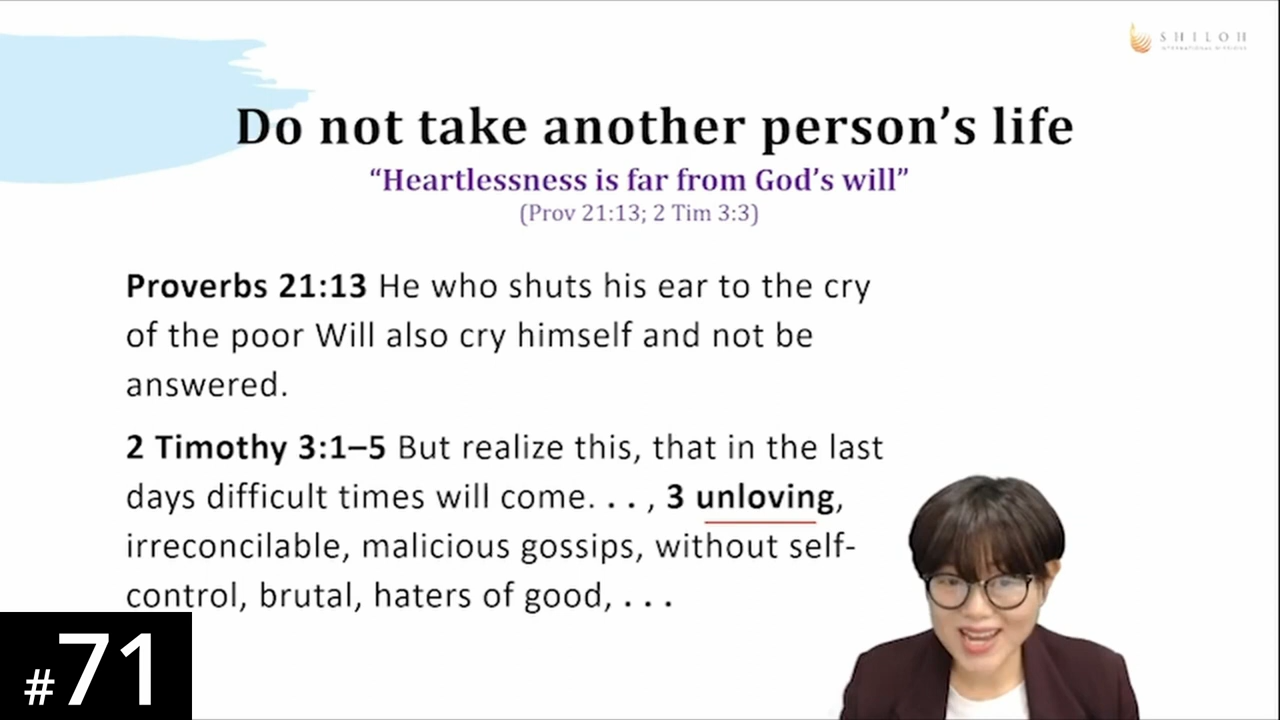 SHILOH
INTERNATIONAL MISSIONS
Do not take another person’s life
“Heartlessness is far from God’s will”
(Prov 21:13; 2 Tim 3:3)
Proverbs 21:13 He who shuts his ear to the cry
of the poor Will also cry himself and not be
answered.
2 Timothy 3:1–5 But realize this, that in the last
days difficult times will come. . . , 3 unloving,
irreconcilable, malicious gossips, without self-
control, brutal, haters of good, . . .
#71